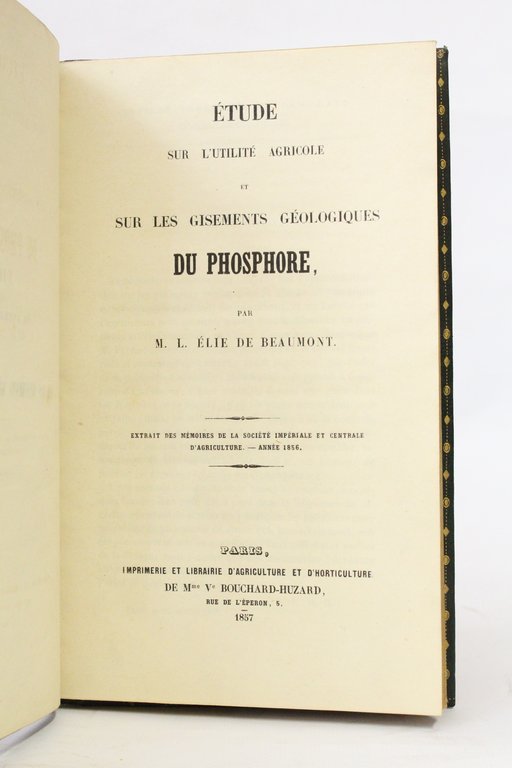 ÉTUDE
SUR L'UTILITÉ AGRICOLE
ET
SUR LES GISEMENTS GÉOLOGIQUES
DU PHOSPHORE,
PAR
M. L. ÉLIE DE BEAUMONT.
EXTRAIT DES MÉMOIRES DE LA SOCIÉTÉ IMPÉRIALE ET CENTRALE
D'AGRICULTURE. — ANNÉE 1856.
PARIS,
IMPRIMERIE ET LIBRAIRIE D'AGRICULTURE ET D'HORTICULTURE
DE Mme Ve BOUCHARD-HUZARD,
RUE DE L'ÉPERON, 5.
1857